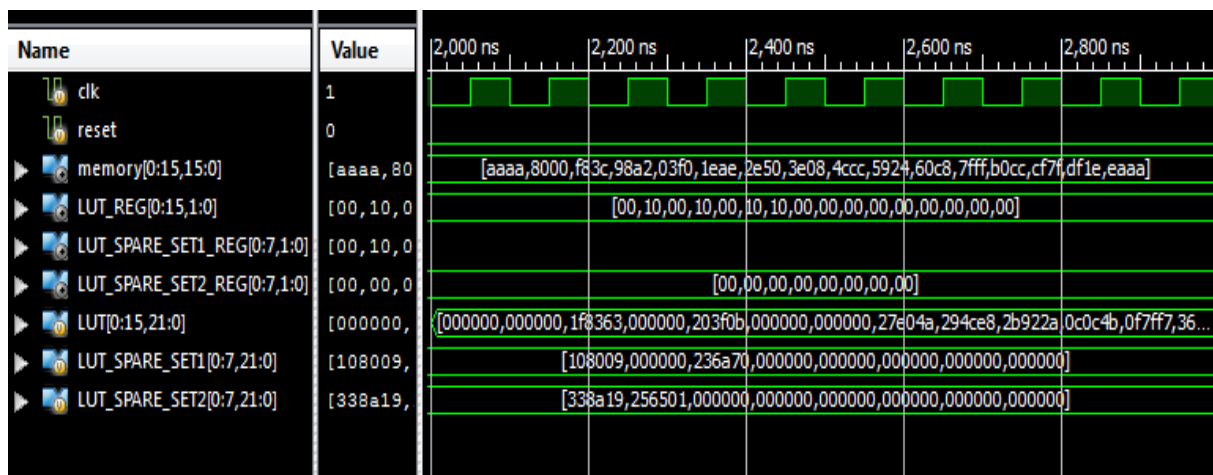 Name Value 2,000 ns 2,200 ns 2,400 ns 2,600 ns 2,800 ns
clk 1
reset 0
memory[0:15,15:0] [aaaa,80 [aaaa,8000,f83c,98a2,03f0,1eae,2e50,3e08,4ccc,5924,60c8,7fff,b0cc,cf7f,df1e,eaaa]
LUT_REG[0:15,1:0] [00,10,0 [00,10,00,10,00,10,10,00,00,00,00,00,00,00,00,00]
LUT_SPARE_SET1_REG[0:7,1:0] [00,10,0
LUT_SPARE_SET2_REG[0:7,1:0] [00,00,0 [00,00,00,00,00,00,00,00]
LUT[0:15,21:0] [000000, [000000,000000,1f8363,000000,203f0b,000000,000000,27e04a,294ce8,2b922a,0c0c4b,0f7ff7,36...
LUT_SPARE_SET1[0:7,21:0] [108009, [108009,000000,236a70,000000,000000,000000,000000,000000]
LUT_SPARE_SET2[0:7,21:0] [338a19, [338a19,256501,000000,000000,000000,000000,000000,000000]